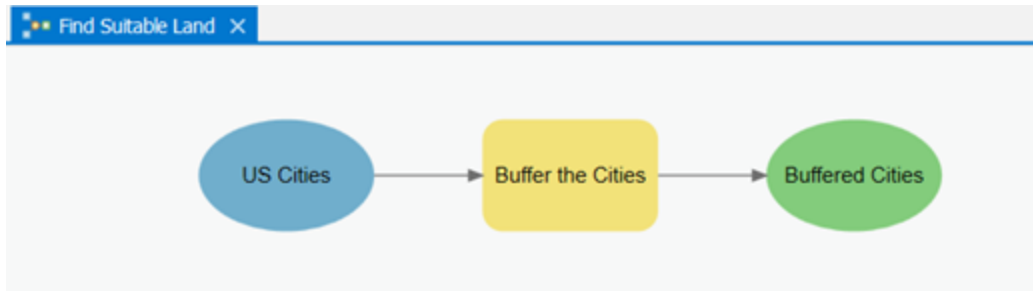 Find Suitable Land
US Cities
Buffer the Cities
Buffered Cities